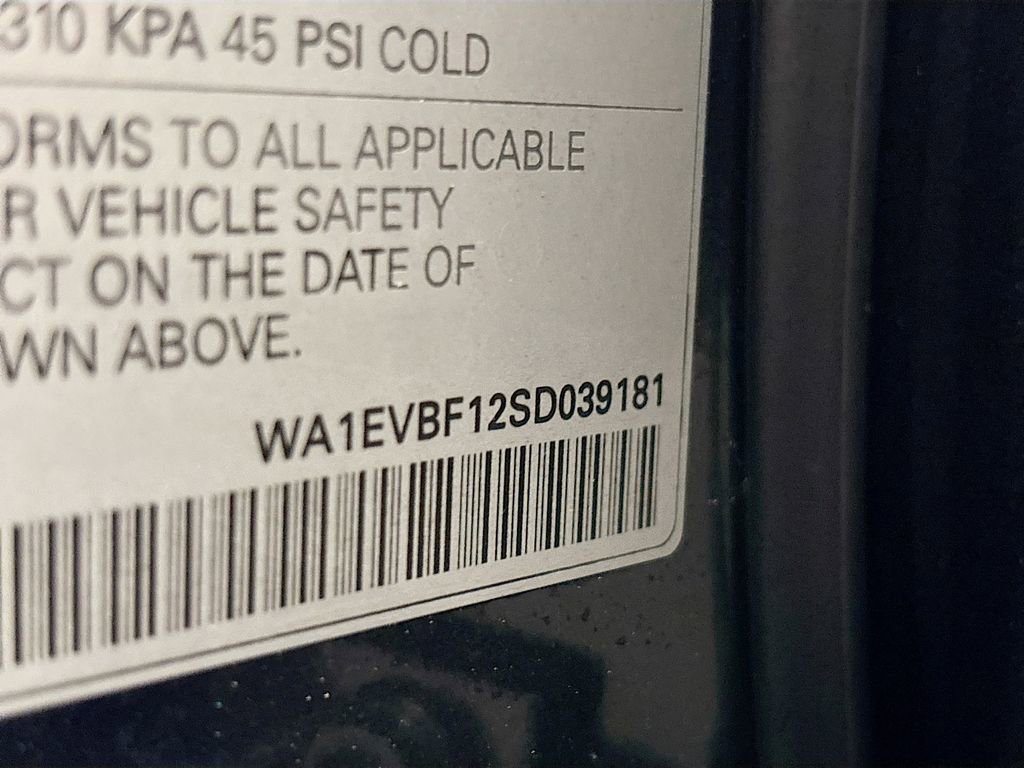 310 KPA 45 PSI COLD
ORMS TO ALL APPLICABLE
R VEHICLE SAFETY
CT ON THE DATE OF
WN ABOVE.
WA1EVBF12SD039181